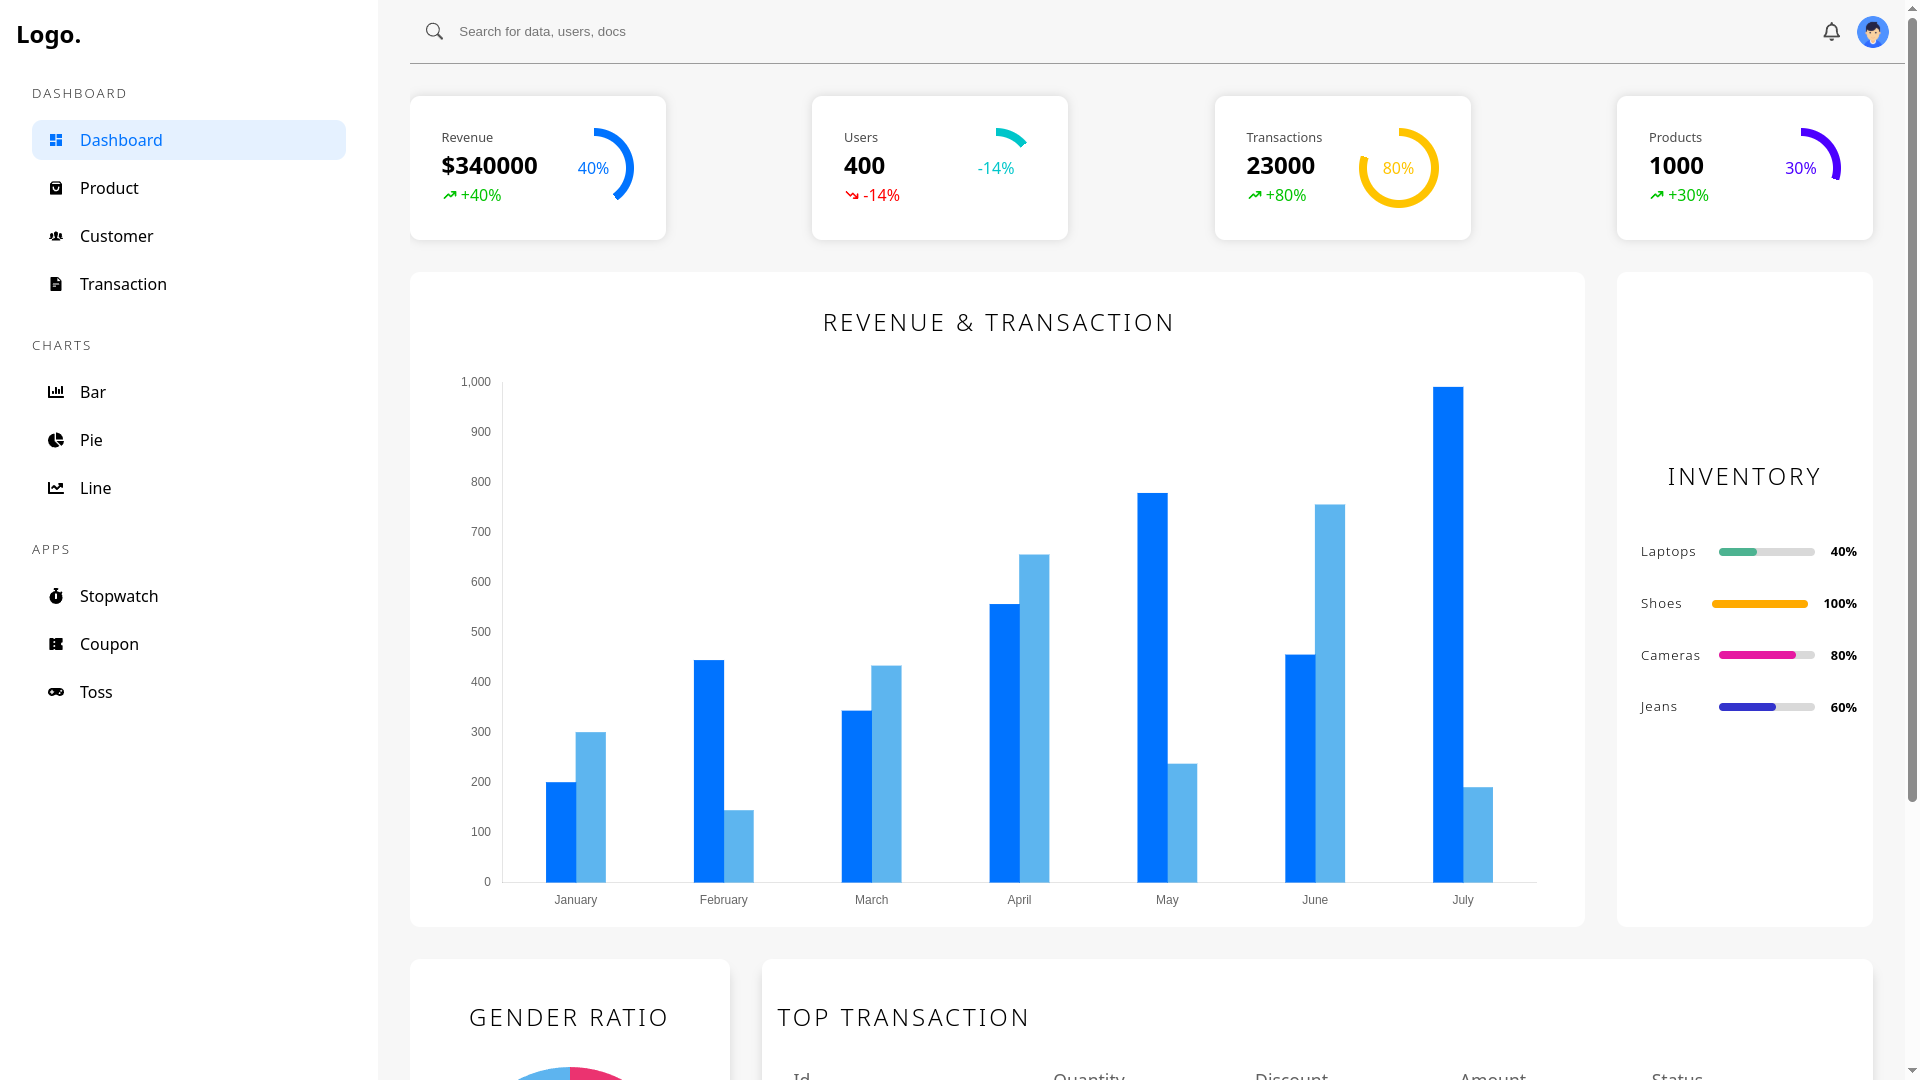 Logo.
DASHBOARD
Dashboard
Product
Customer
Transaction
CHARTS
Bar
Pie
Line
APPS
Stopwatch
Coupon
Toss
Search for data, users, docs
Revenue
$340000
+40%
40%
Users
400
-14%
-14%
Transactions
23000
+80%
80%
Products
1000
+30%
30%
REVENUE & TRANSACTION
1,000
900
800
700
600
500
400
300
200
100
0
January February March April May June July
INVENTORY
Laptops 40%
Shoes 100%
Cameras 80%
Jeans 60%
GENDER RATIO
TOP TRANSACTION
Id Quantity Discount Amount Status